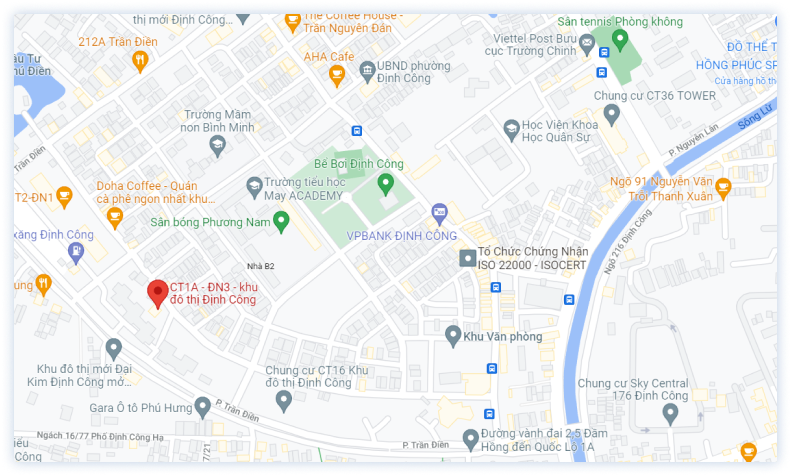 thị mới Định Công...
The Coffee House -
Trần Nguyên Đán
212A Trần Điền
AHA Cafe
UBND phường
Định Công
Sân tennis Phòng không
Viettel Post Bưu
cục Trường Chinh
ĐÔ THẾ T
HỒNG PHÚC SP
Cửa hàng hồ th
Chung cư CT36 TOWER
Sông Lừ
P. Nguyễn Lân
Trường Mầm
non Bình Minh
Học Viện Khoa
Học Quân Sự
Trần Điền
Bể Bơi Định Công
Trường tiểu học
May ACADEMY
Doha Coffee - Quán
cà phê ngon nhất khu...
T2-ĐN1
Ngõ 91 Nguyễn Văn
Trỗi Thanh Xuân
Sân bóng Phương Nam
VPBANK ĐỊNH CÔNG
xăng Định Công
Ngõ 216 Định Công
Tổ Chức Chứng Nhận
ISO 22000 - ISOCERT
Nhà B2
ung
CT1A - ĐN3 - khu
đô thị Định Công
Khu Văn phòng
Khu đô thị mới Đại
Kim Định Công mở...
Chung cư CT16 Khu
đô thị Định Công
Chung cư Sky Central
176 Định Công
Gara Ô tô Phú Hưng
P. Trần Điền
Ngách 16/77 Phố Định Công Hạ
P. Trần Điền
Đường vành đai 2,5 Đầm
Hồng đến Quốc Lộ 1A
iểu
Công
7/21